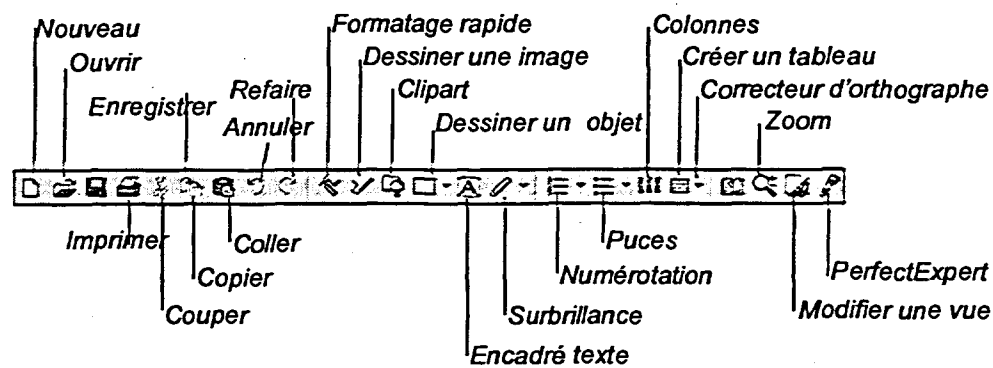 Nouveau
Formatage rapide
Colonnes
Ouvrir
Dessiner une image
Créer un tableau
Enregistrer
Refaire
Clipart
Correcteur d'orthographe
Annuler
Dessiner un objet
Zoom
Imprimer
Coller
Puces
Copier
Numérotation
PerfectExpert
Couper
Surbrillance
Modifier une vue
Encadré texte